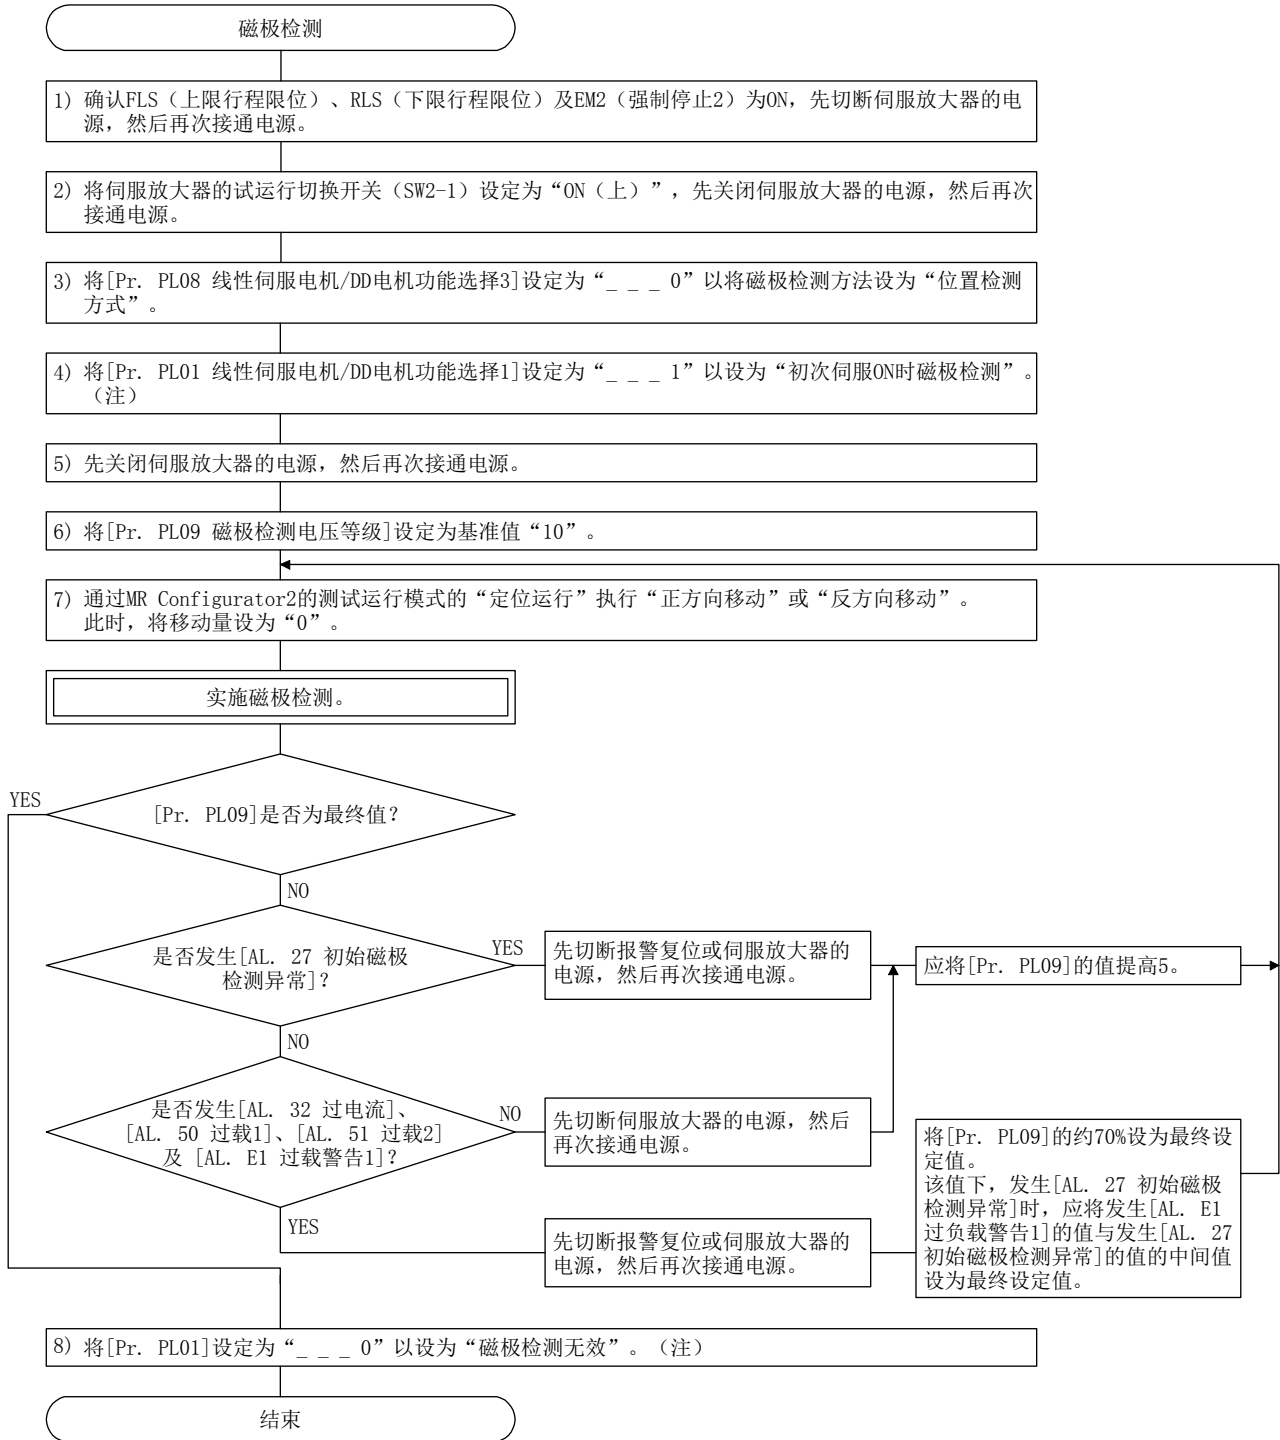 磁极检测
1) 确认FLS（上限行程限位）、RLS（下限行程限位）及EM2（强制停止2）为ON，先切断伺服放大器的电
源，然后再次接通电源。
2) 将伺服放大器的试运行切换开关（SW2-1）设定为“ON（上）”，先关闭伺服放大器的电源，然后再次
接通电源。
3) 将[Pr. PL08 线性伺服电机/DD电机功能选择3]设定为“_ _ _ 0”以将磁极检测方法设为“位置检测
方式”。
4) 将[Pr. PL01 线性伺服电机/DD电机功能选择1]设定为“_ _ _ 1”以设为“初次伺服ON时磁极检测”。
（注）
5) 先关闭伺服放大器的电源，然后再次接通电源。
6) 将[Pr. PL09 磁极检测电压等级]设定为基准值“10”。
7) 通过MR Configurator2的测试运行模式的“定位运行”执行“正方向移动”或“反方向移动”。
此时，将移动量设为“0”。
实施磁极检测。
YES
[Pr. PL09]是否为最终值？
NO
是否发生[AL. 27 初始磁极
检测异常]？
YES
先切断报警复位或伺服放大器的
电源，然后再次接通电源。
应将[Pr. PL09]的值提高5。
NO
是否发生[AL. 32 过电流]、
[AL. 50 过载1]、[AL. 51 过载2]
及 [AL. E1 过载警告1]？
NO
先切断伺服放大器的电源，然后
再次接通电源。
YES
先切断报警复位或伺服放大器的
电源，然后再次接通电源。
将[Pr. PL09]的约70%设为最终设
定值。
该值下，发生[AL. 27 初始磁极
检测异常]时，应将发生[AL. E1
过负载警告1]的值与发生[AL. 27
初始磁极检测异常]的值的中间值
设为最终设定值。
8) 将[Pr. PL01]设定为“_ _ _ 0”以设为“磁极检测无效”。（注）
结束